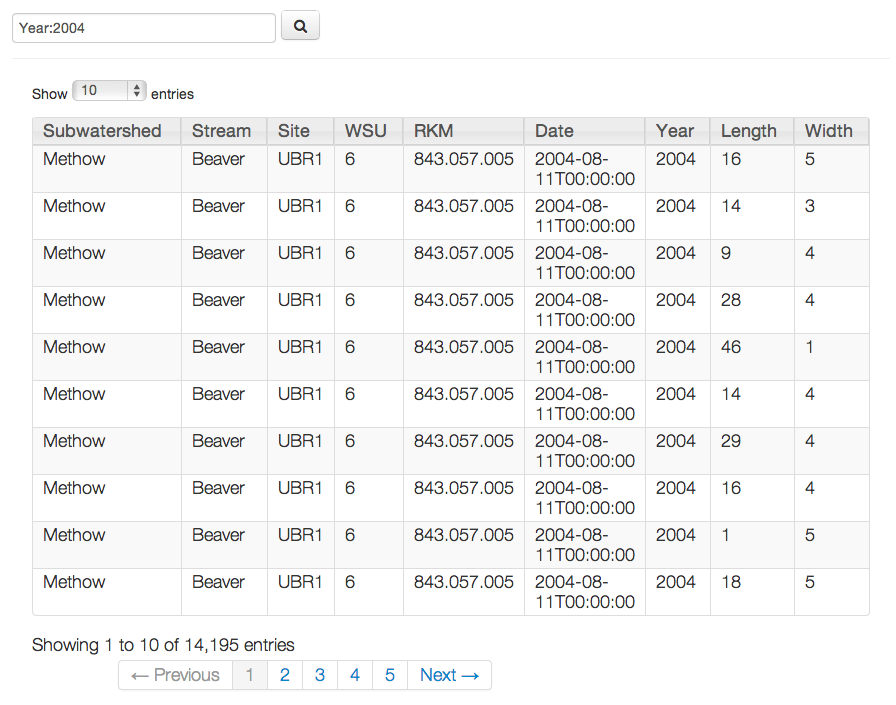 Year:2004
Show 10 entries
Subwatershed Stream Site WSU RKM Date Year Length Width
Methow Beaver UBR1 6 843.057.005 2004-08- 2004 16 5
11T00:00:00
Methow Beaver UBR1 6 843.057.005 2004-08- 2004 14 3
11T00:00:00
Methow Beaver UBR1 6 843.057.005 2004-08- 2004 9 4
11T00:00:00
Methow Beaver UBR1 6 843.057.005 2004-08- 2004 28 4
11T00:00:00
Methow Beaver UBR1 6 843.057.005 2004-08- 2004 46 1
11T00:00:00
Methow Beaver UBR1 6 843.057.005 2004-08- 2004 14 4
11T00:00:00
Methow Beaver UBR1 6 843.057.005 2004-08- 2004 29 4
11T00:00:00
Methow Beaver UBR1 6 843.057.005 2004-08- 2004 16 4
11T00:00:00
Methow Beaver UBR1 6 843.057.005 2004-08- 2004 1 5
11T00:00:00
Methow Beaver UBR1 6 843.057.005 2004-08- 2004 18 5
11T00:00:00
Showing 1 to 10 of 14,195 entries
← Previous 1 2 3 4 5 Next →